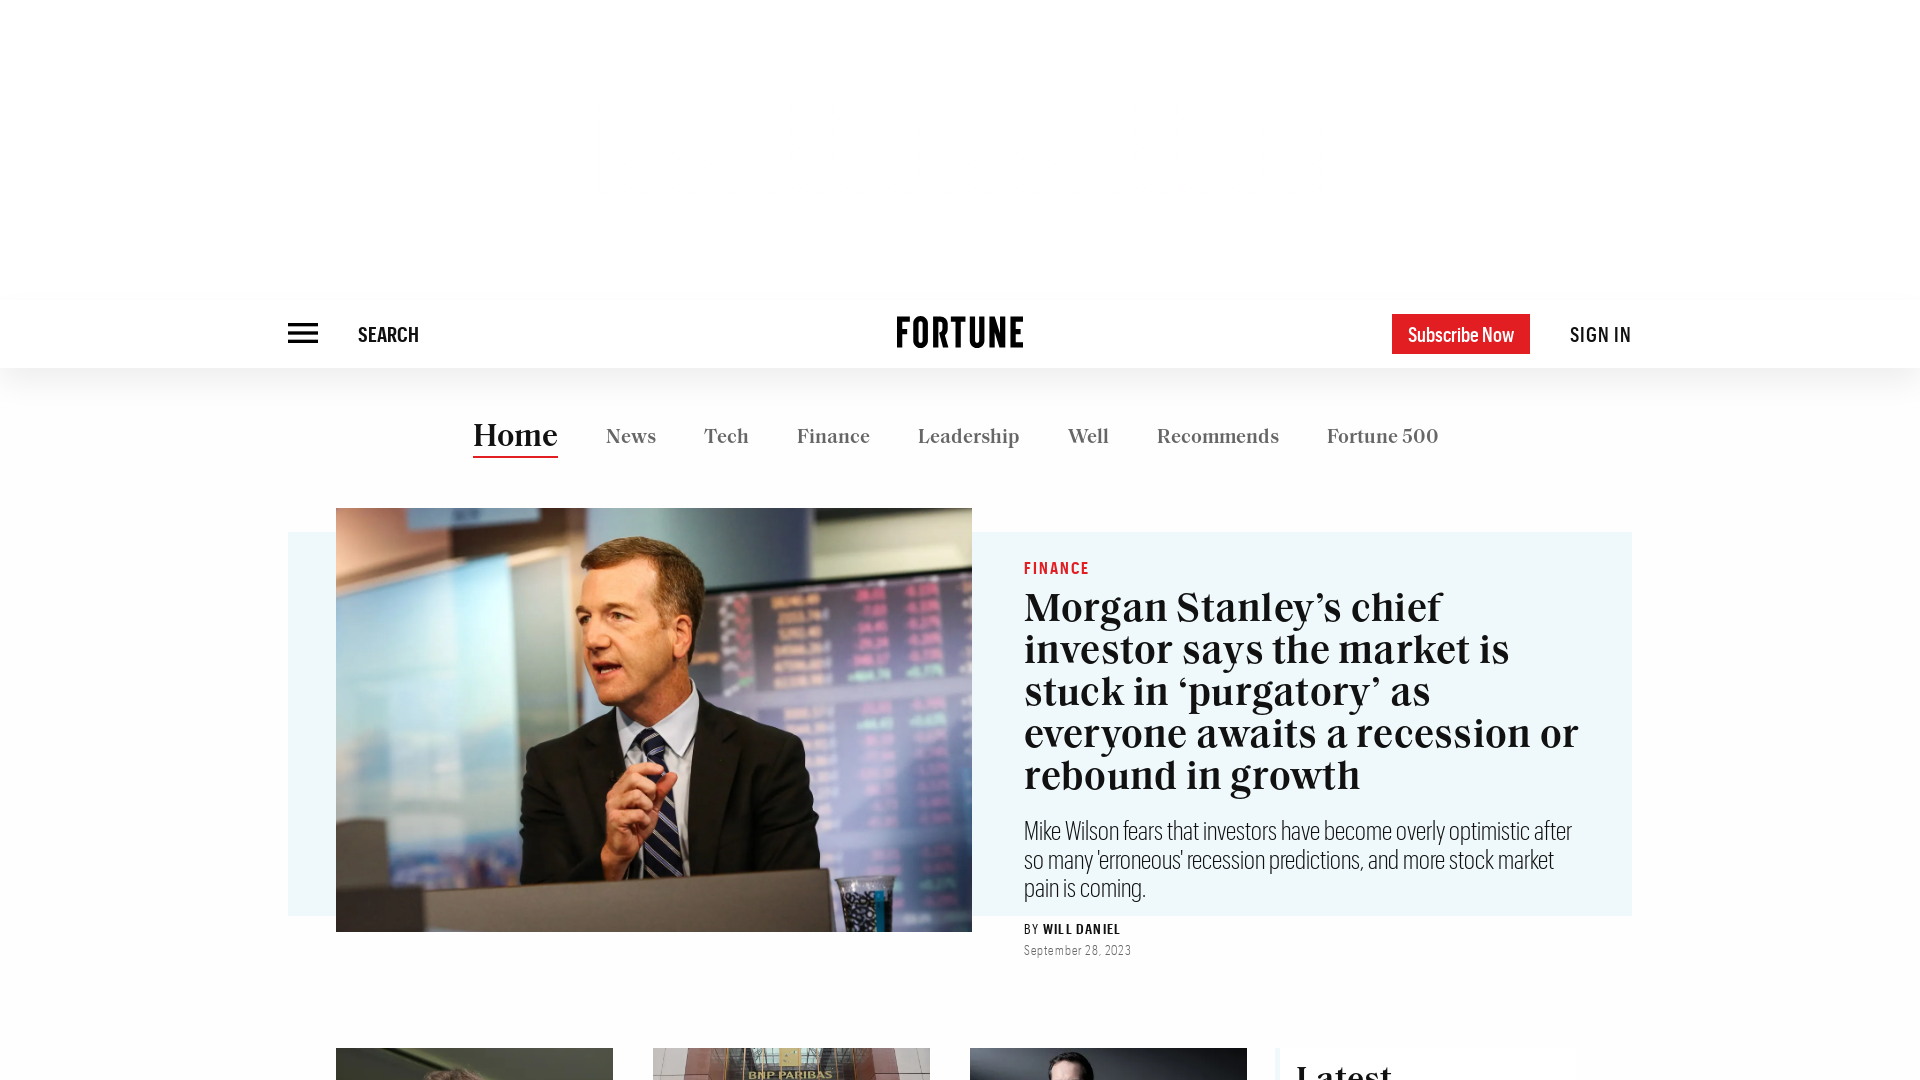 SEARCH
FORTUNE
Subscribe Now
SIGN IN
Home
News
Tech
Finance
Leadership
Well
Recommends
Fortune 500
FINANCE
Morgan Stanley’s chief
investor says the market is
stuck in ‘purgatory’ as
everyone awaits a recession or
rebound in growth
Mike Wilson fears that investors have become overly optimistic after
so many 'erroneous' recession predictions, and more stock market
pain is coming.
BY WILL DANIEL
September 28, 2023
BNP PARIBAS
Latest